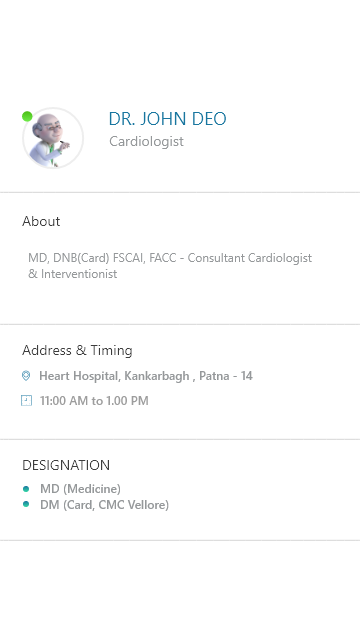 DR. JOHN DEO
Cardiologist
About
MD, DNB(Card) FSCAI, FACC - Consultant Cardiologist
& Interventionist
Address & Timing
Heart Hospital, Kankarbagh , Patna - 14
11:00 AM to 1.00 PM
DESIGNATION
MD (Medicine)
DM (Card, CMC Vellore)